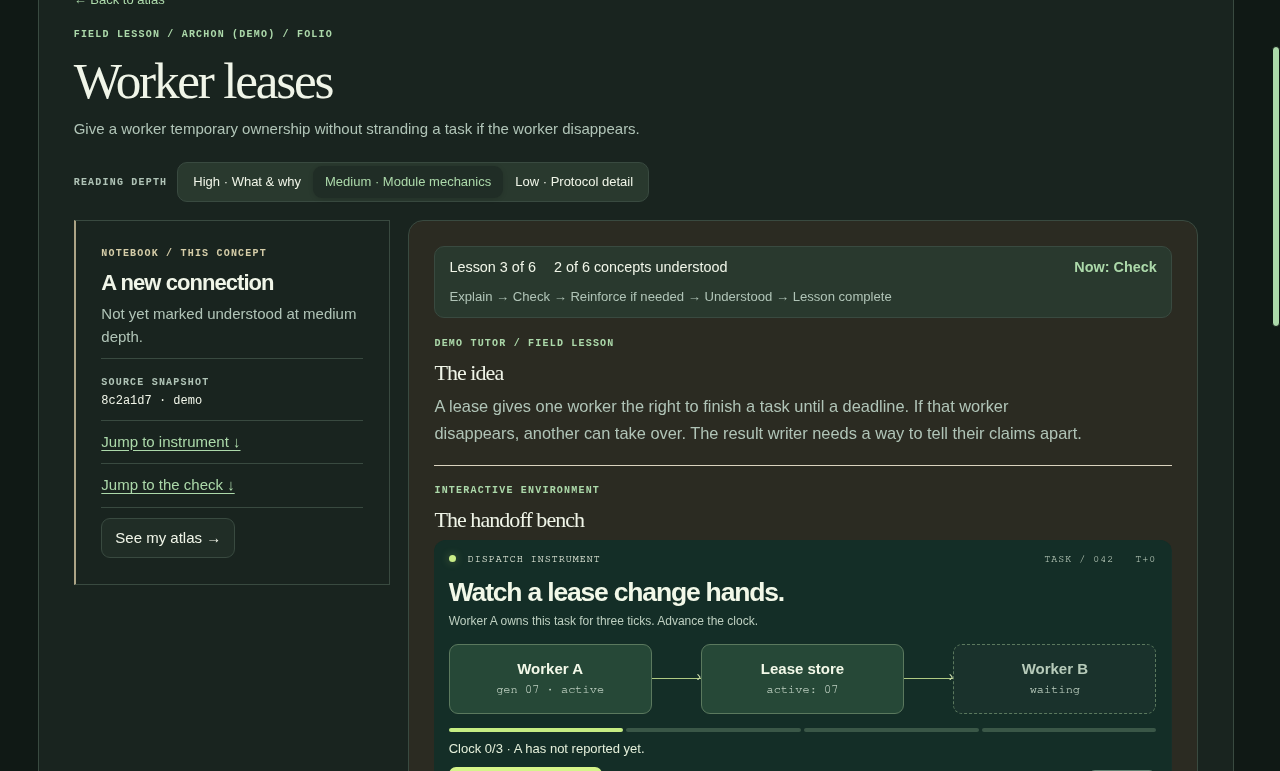 ← Back to atlas
FIELD LESSON / ARCHON (DEMO) / FOLIO
Worker leases
Give a worker temporary ownership without stranding a task if the worker disappears.
READING DEPTH
High · What & why
Medium · Module mechanics
Low · Protocol detail
NOTEBOOK / THIS CONCEPT
A new connection
Not yet marked understood at medium
depth.
SOURCE SNAPSHOT
8c2a1d7 · demo
Jump to instrument ↓
Jump to the check ↓
See my atlas →
Lesson 3 of 6 2 of 6 concepts understood
Now: Check
Explain → Check → Reinforce if needed → Understood → Lesson complete
DEMO TUTOR / FIELD LESSON
The idea
A lease gives one worker the right to finish a task until a deadline. If that worker
disappears, another can take over. The result writer needs a way to tell their claims apart.
INTERACTIVE ENVIRONMENT
The handoff bench
DISPATCH INSTRUMENT
TASK / 042 T+0
Watch a lease change hands.
Worker A owns this task for three ticks. Advance the clock.
Worker A
gen 07 · active
Lease store
active: 07
Worker B
waiting
Clock 0/3 · A has not reported yet.